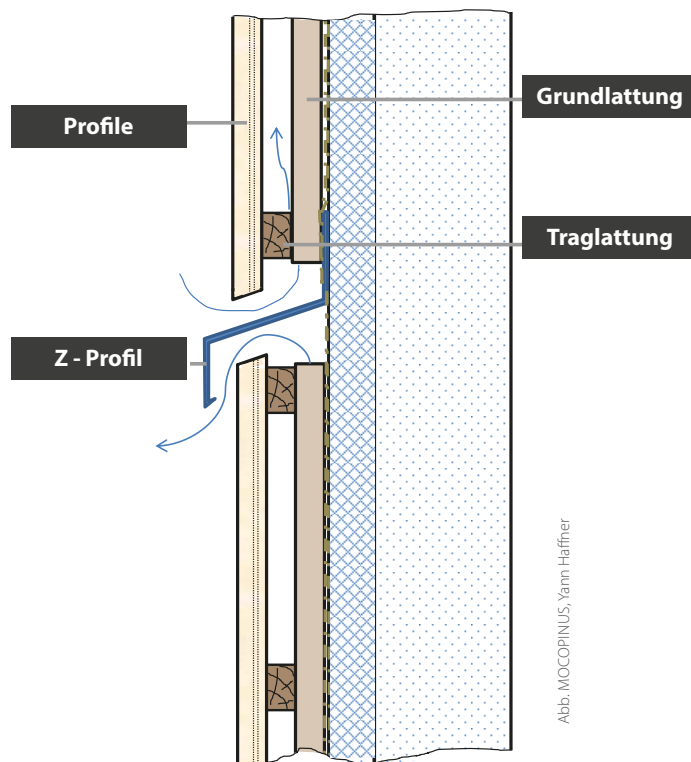 Profile
Grundlattung
Traglattung
Z - Profil
Abb. MOCOPINUS, Yann Haffner